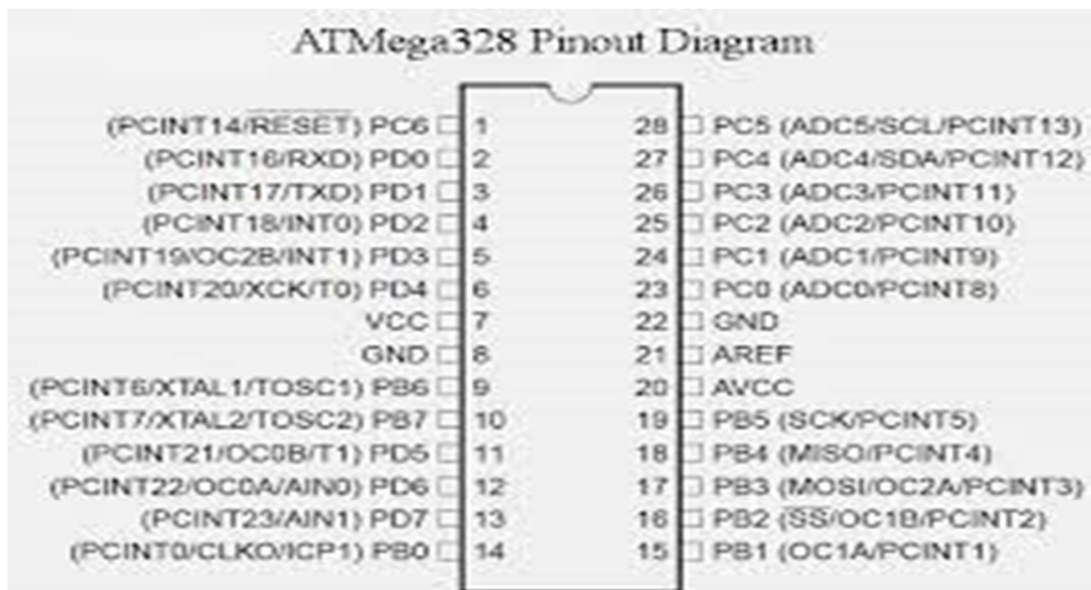 ATMega328 Pinout Diagram
(PCINT14/RESET) PC6 1 28 PC5 (ADC5/SCL/PCINT13)
(PCINT16/RXD) PD0 2 27 PC4 (ADC4/SDA/PCINT12)
(PCINT17/TXD) PD1 3 26 PC3 (ADC3/PCINT11)
(PCINT18/INT0) PD2 4 25 PC2 (ADC2/PCINT10)
(PCINT19/OC2B/INT1) PD3 5 24 PC1 (ADC1/PCINT9)
(PCINT20/XCK/T0) PD4 6 23 PC0 (ADC0/PCINT8)
VCC 7 22 GND
GND 8 21 AREF
(PCINT6/XTAL1/TOSC1) PB6 9 20 AVCC
(PCINT7/XTAL2/TOSC2) PB7 10 19 PB5 (SCK/PCINT5)
(PCINT21/OC0B/T1) PD5 11 18 PB4 (MISO/PCINT4)
(PCINT22/OC0A/AIN0) PD6 12 17 PB3 (MOSI/OC2A/PCINT3)
(PCINT23/AIN1) PD7 13 16 PB2 (SS/OC1B/PCINT2)
(PCINT0/CLKO/ICP1) PB0 14 15 PB1 (OC1A/PCINT1)